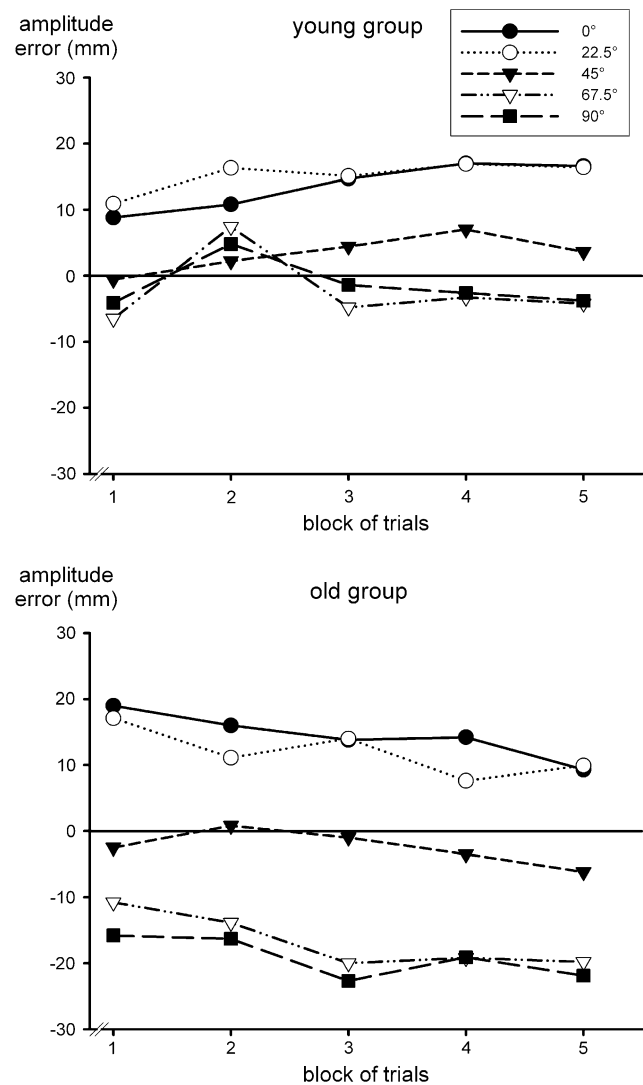 amplitude
error (mm)
young group
0°
22.5°
45°
67.5°
90°
30
20
10
0
-10
-20
-30
1 2 3 4 5
block of trials
amplitude
error (mm)
old group
30
20
10
0
-10
-20
-30
1 2 3 4 5
block of trials